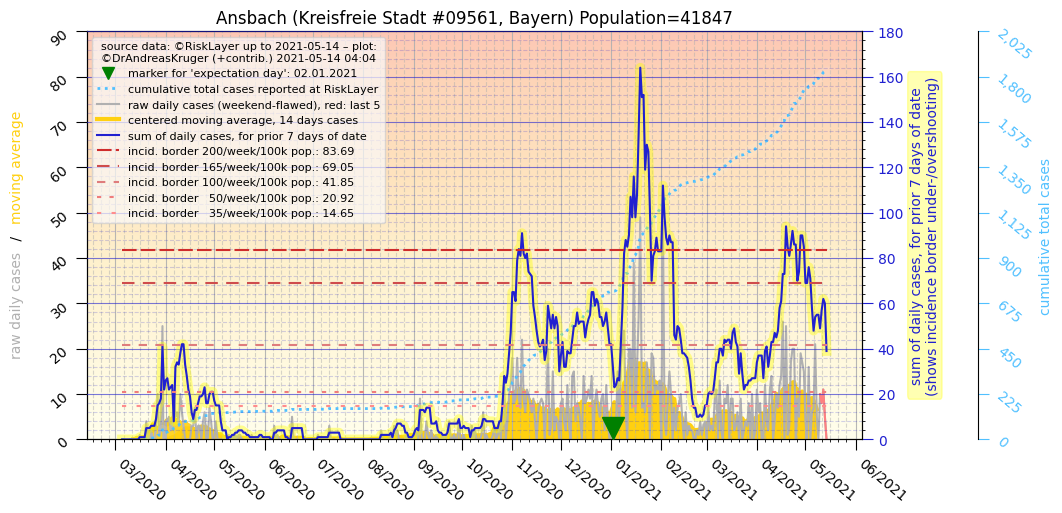 Ansbach (Kreisfreie Stadt #09561, Bayern) Population=41847
source data: ©RiskLayer up to 2021-05-14 – plot:
©DrAndreasKruger (+contrib.) 2021-05-14 04:04
marker for 'expectation day': 02.01.2021
cumulative total cases reported at RiskLayer
raw daily cases (weekend-flawed), red: last 5
centered moving average, 14 days cases
sum of daily cases, for prior 7 days of date
incid. border 200/week/100k pop.: 83.69
incid. border 165/week/100k pop.: 69.05
incid. border 100/week/100k pop.: 41.85
incid. border 50/week/100k pop.: 20.92
incid. border 35/week/100k pop.: 14.65
raw daily cases / moving average
90
80
70
60
50
40
30
20
10
0
03/2020
04/2020
05/2020
06/2020
07/2020
08/2020
09/2020
10/2020
11/2020
12/2020
01/2021
02/2021
03/2021
04/2021
05/2021
06/2021
180
160
140
120
100
80
60
40
20
0
sum of daily cases, for prior 7 days of date
(shows incidence border under-/overshooting)
2,025
1,800
1,575
1,350
1,125
900
675
450
225
0
cumulative total cases